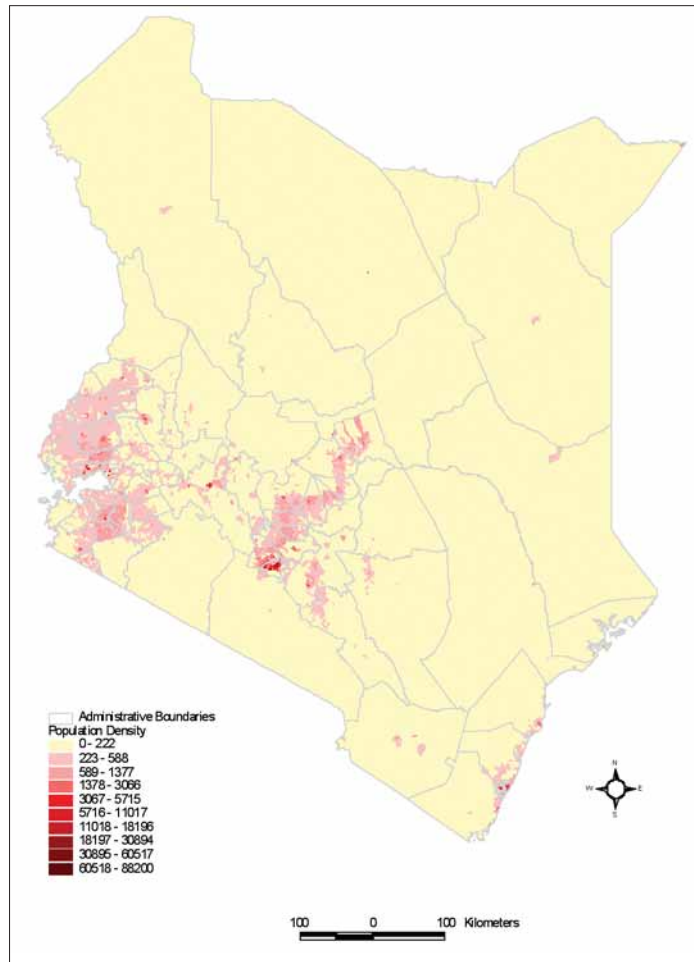 Administrative Boundaries
Population Density
0 - 222
223 - 588
589 - 1377
1378 - 3066
3067 - 5715
5716 - 11017
11018 - 18196
18197 - 30894
30895 - 60517
60518 - 88200
N
W E
S
100 0 100 Kilometers